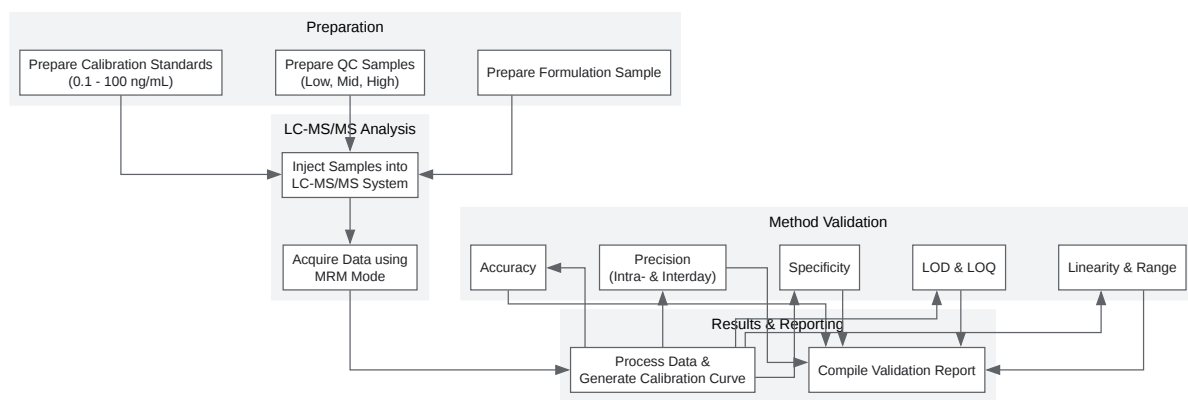 Preparation
Prepare Calibration Standards
(0.1 - 100 ng/mL)
Prepare QC Samples
(Low, Mid, High)
Prepare Formulation Sample
LC-MS/MS Analysis
Inject Samples into
LC-MS/MS System
Acquire Data using
MRM Mode
Method Validation
Accuracy
Precision
(Intra- & Interday)
Specificity
LOD & LOQ
Linearity & Range
Results & Reporting
Process Data &
Generate Calibration Curve
Compile Validation Report